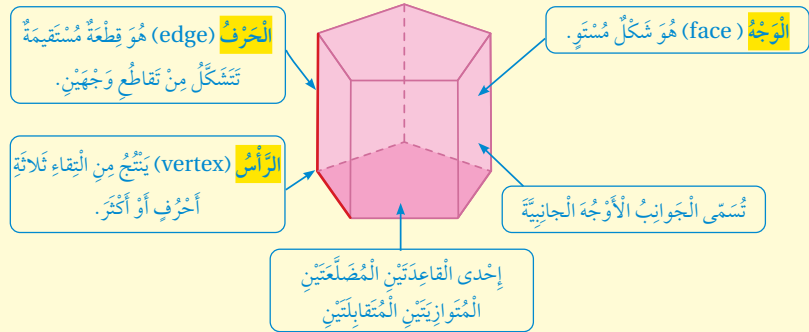 الْوَجْهُ (face) هُوَ شَكْلٌ مُسْتَوٍ.
الْحَرْفُ (edge) هُوَ قِطْعَةٌ مُسْتَقيمَةٌ
تَتَشَكَّلُ مِنْ تَقاطُعِ وَجْهَيْنِ.
الرَّأْسُ (vertex) يَنْتُجُ مِنِ الْتِقاءِ ثَلاثَةِ
أَحْرُفٍ أَوْ أَكْثَرَ.
تُسَمّى الْجَوانِبُ الْأَوْجُهَ الْجانِبِيَّةَ
إِحْدى الْقاعِدَتَيْنِ الْمُضَلَّعَتَيْنِ
الْمُتَوازِيَتَيْنِ الْمُتَقابِلَتَيْنِ